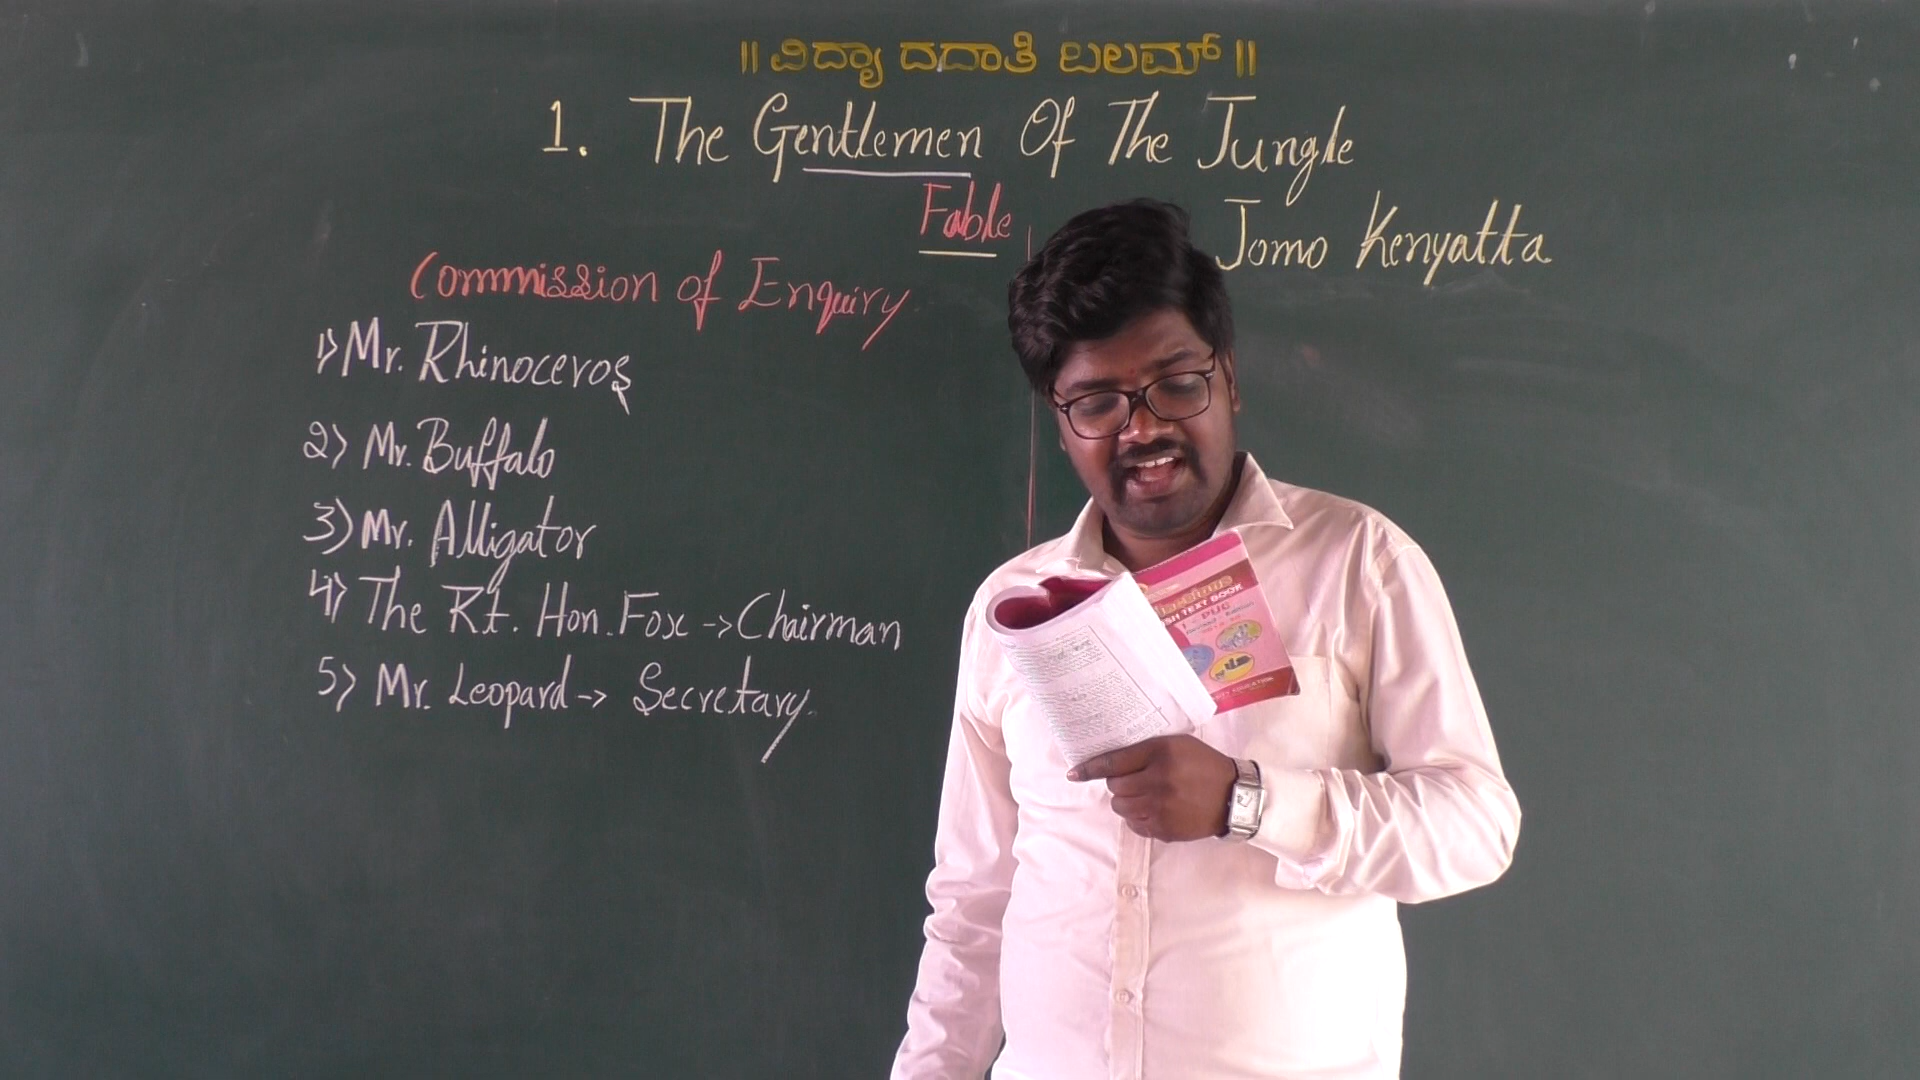 ॥ ವಿದ್ಯಾ ದದಾತಿ ಬಲಮ್ ॥
1. The Gentlemen Of The Jungle
Fable
Jomo Kenyatta
Commission of Enquiry
1) Mr. Rhinoceros
2) Mr. Buffalo
3) Mr. Alligator
4) The Rt. Hon. Fox -> Chairman
5) Mr. Leopard -> Secretary.
TEXT BOOK
I - PUC